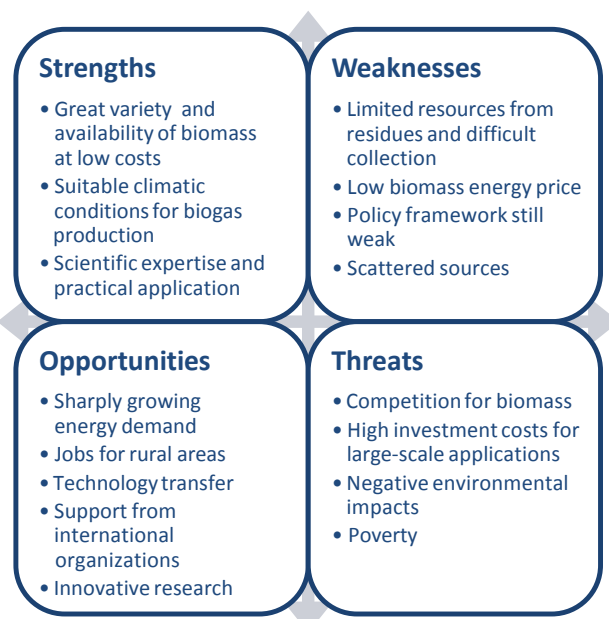 Strengths
• Great variety and
availability of biomass
at low costs
• Suitable climatic
conditions for biogas
production
• Scientific expertise and
practical application
Weaknesses
• Limited resources from
residues and difficult
collection
• Low biomass energy price
• Policy framework still
weak
• Scattered sources
Opportunities
• Sharply growing
energy demand
• Jobs for rural areas
• Technology transfer
• Support from
international
organizations
• Innovative research
Threats
• Competition for biomass
• High investment costs for
large-scale applications
• Negative environmental
impacts
• Poverty